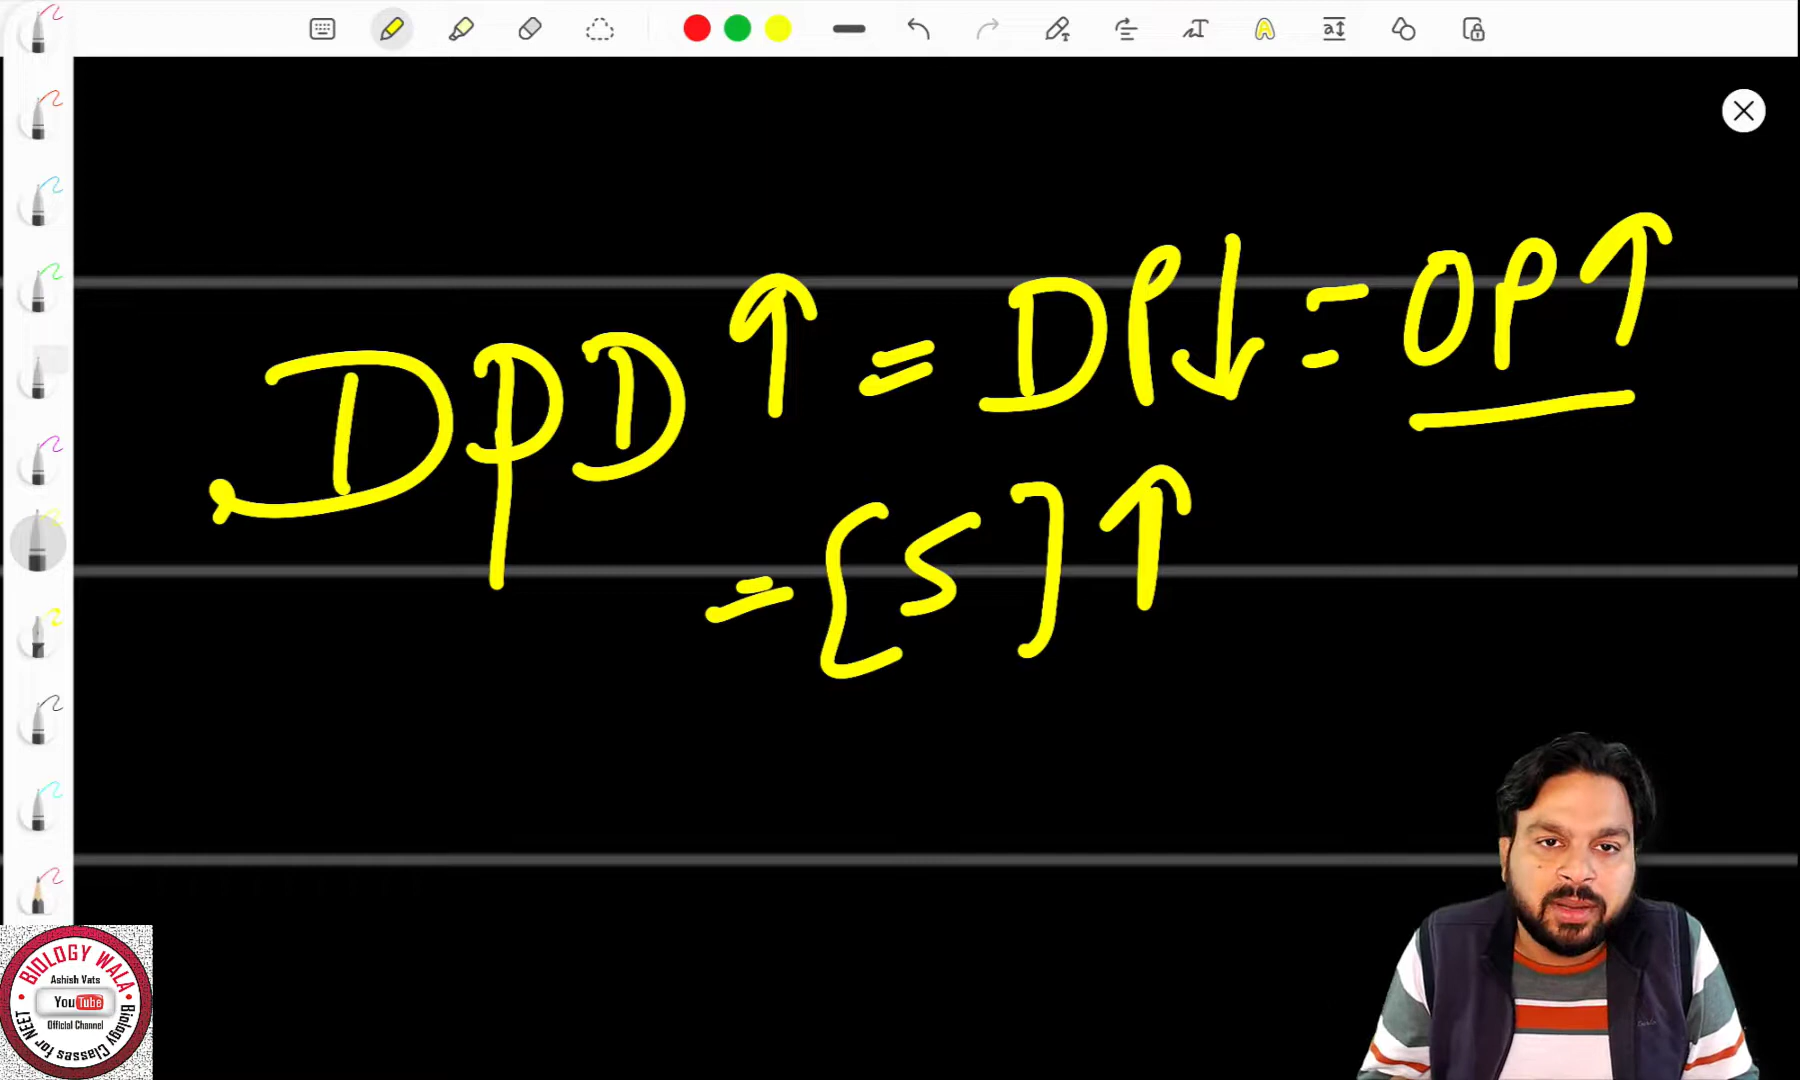 DPD ↑ = DP ↓ = OP ↑
= [S] ↑
BIOLOGY WALA
Ashish Vats
YouTube
Official Channel
Biology Classes for NEET